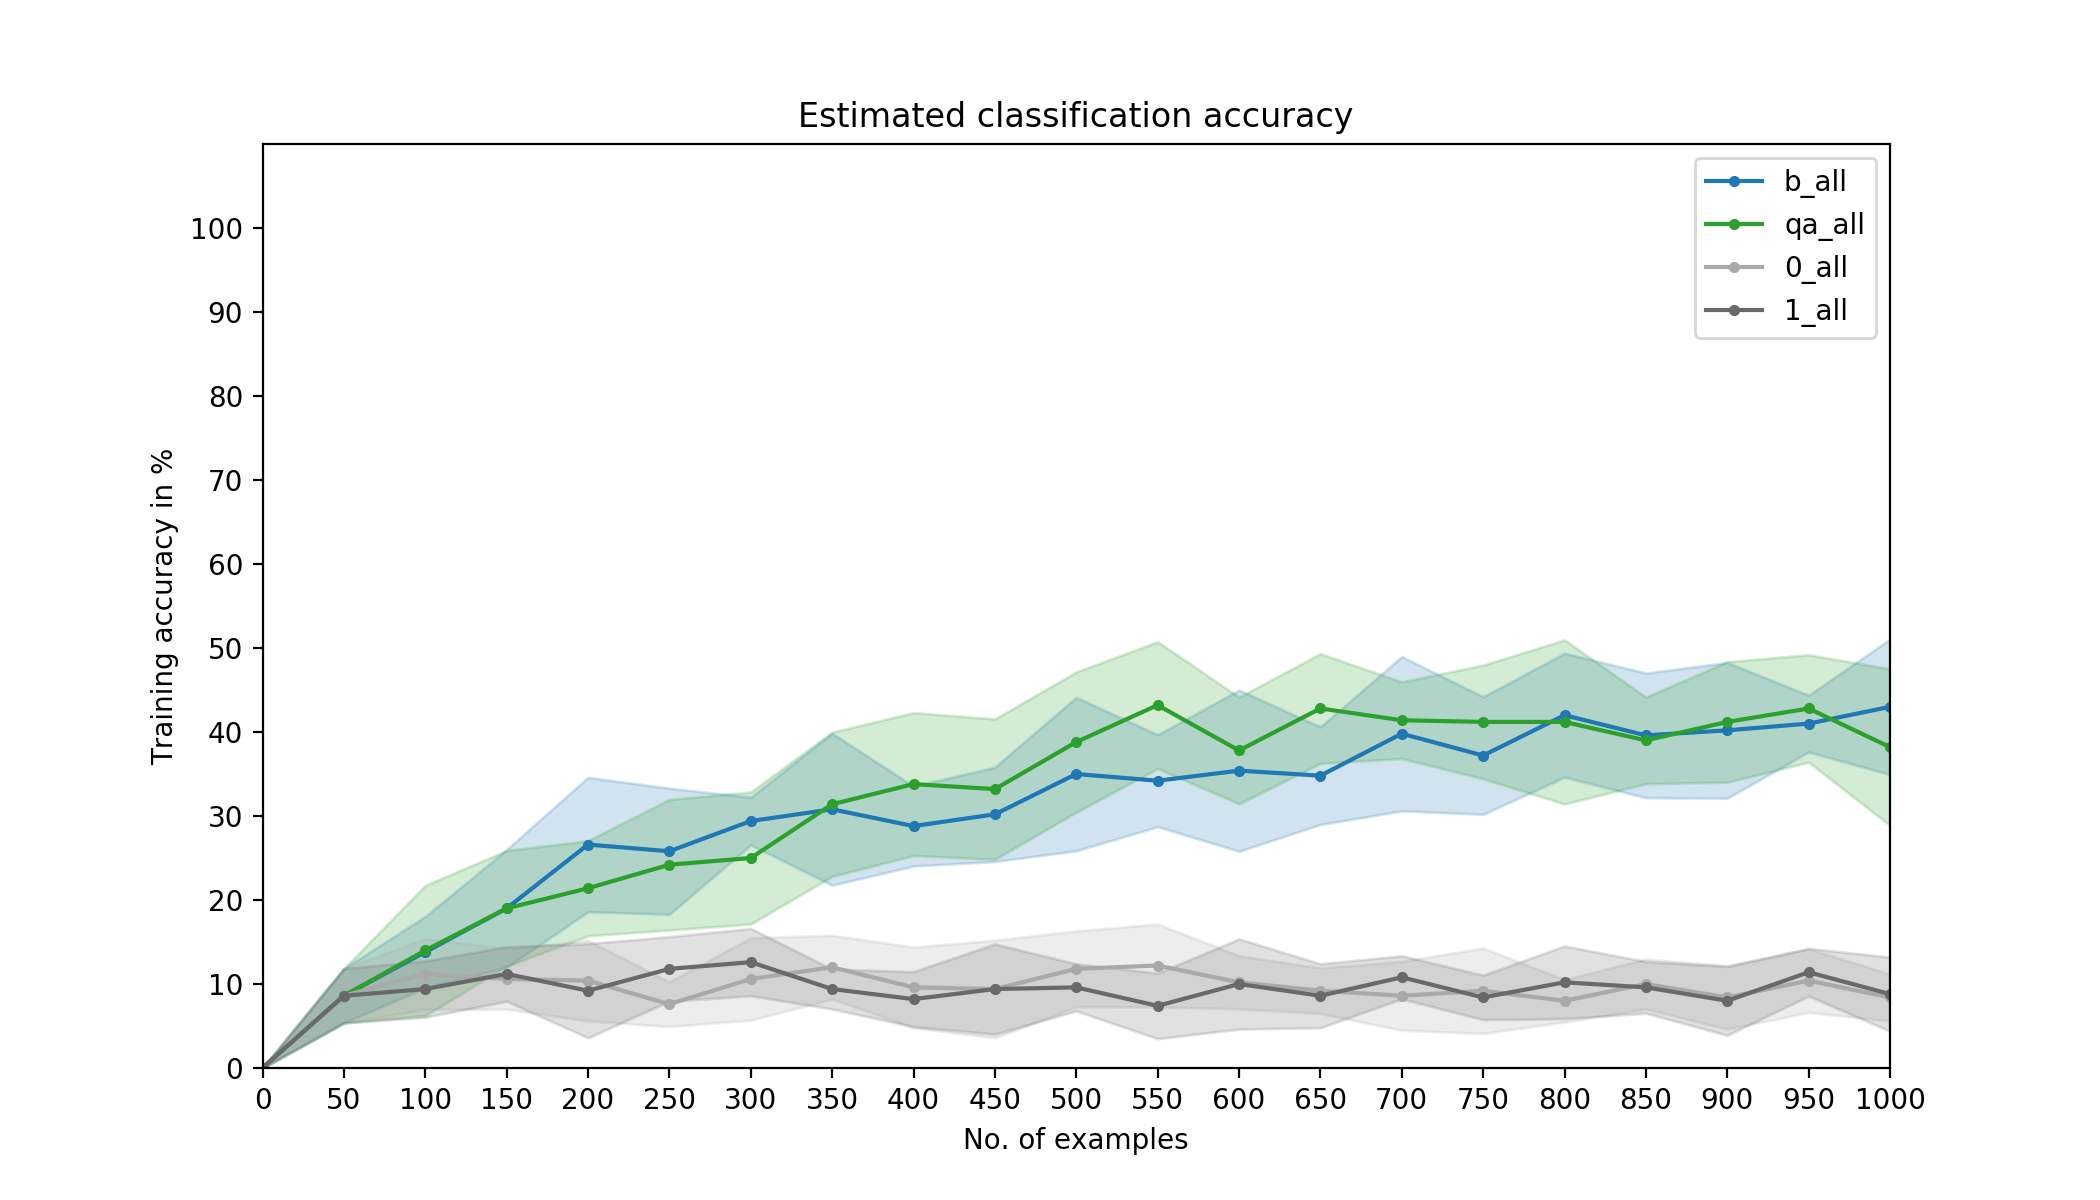 Estimated classification accuracy
b_all
qa_all
0_all
1_all
100
90
80
70
60
50
40
30
20
10
0
Training accuracy in %
0 50 100 150 200 250 300 350 400 450 500 550 600 650 700 750 800 850 900 950 1000
No. of examples